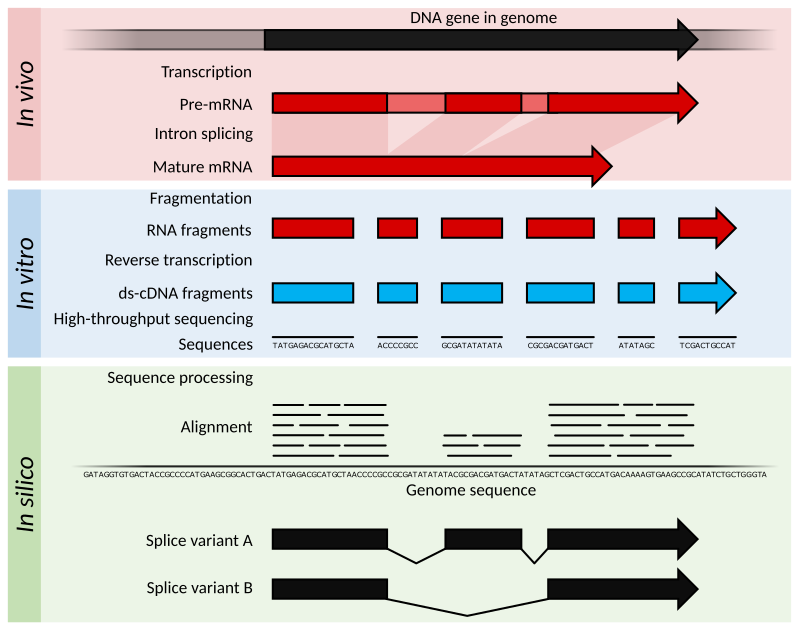 In vivo
DNA gene in genome
Transcription
Pre-mRNA
Intron splicing
Mature mRNA
In vitro
Fragmentation
RNA fragments
Reverse transcription
ds-cDNA fragments
High-throughput sequencing
Sequences TATGAGACGCATGCTA ACCCCGCC GCGATATATATA CGCGACGATGACT ATATAGC TCGACTGCCAT
In silico
Sequence processing
Alignment
GATAGGTGTGACTACCGCCCCATGAAGCGGCACTGACTATGAGACGCATGCTAACCCCGCCGCGATATATATACGCGACGATGACTATATAGCTCGACTGCCATGACAAAAGTGAAGCCGCATATCTGCTGGGTA
Genome sequence
Splice variant A
Splice variant B